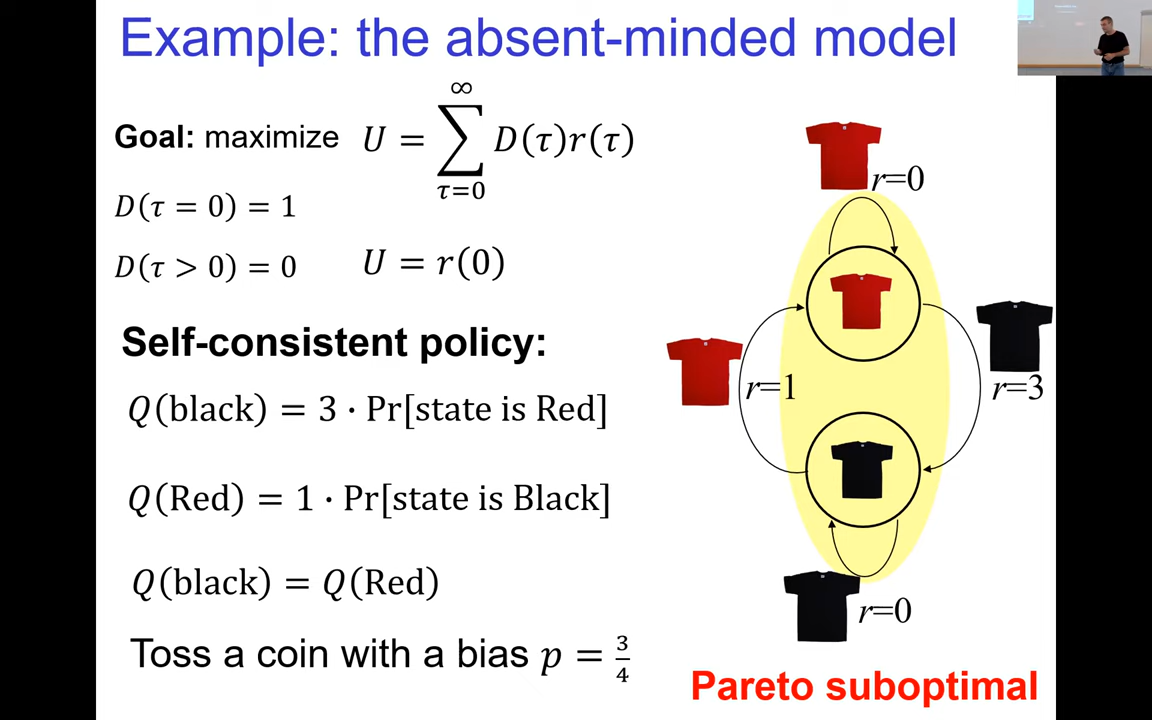 Example: the absent-minded model
Goal: maximize U = ∑_{τ=0}^{∞} D(τ)r(τ)
D(τ = 0) = 1
D(τ > 0) = 0 U = r(0)
Self-consistent policy:
Q(black) = 3 · Pr[state is Red]
Q(Red) = 1 · Pr[state is Black]
Q(black) = Q(Red)
Toss a coin with a bias p = 3/4
r=0
r=1
r=3
r=0
Pareto suboptimal